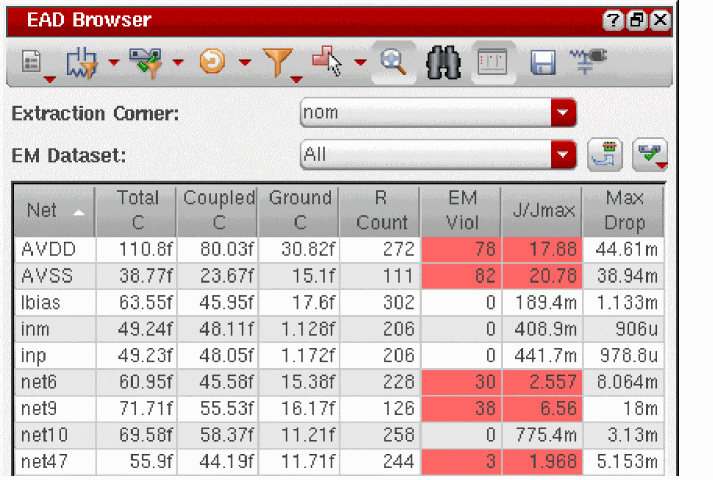 EAD Browser
Extraction Corner: nom
EM Dataset: All
Net Total C Coupled C Ground C R Count EM Viol J/Jmax Max Drop
AVDD 110.8f 80.03f 30.82f 272 78 17.88 44.61m
AVSS 38.77f 23.67f 15.1f 111 82 20.78 38.94m
Ibias 63.55f 45.95f 17.6f 302 0 189.4m 1.133m
inm 49.24f 48.11f 1.128f 206 0 408.9m 906u
inp 49.23f 48.05f 1.172f 206 0 441.7m 978.8u
net6 60.95f 45.58f 15.38f 228 30 2.557 8.064m
net9 71.71f 55.53f 16.17f 126 38 6.56 18m
net10 69.58f 58.37f 11.21f 258 0 775.4m 3.13m
net47 55.9f 44.19f 11.71f 244 3 1.968 5.153m